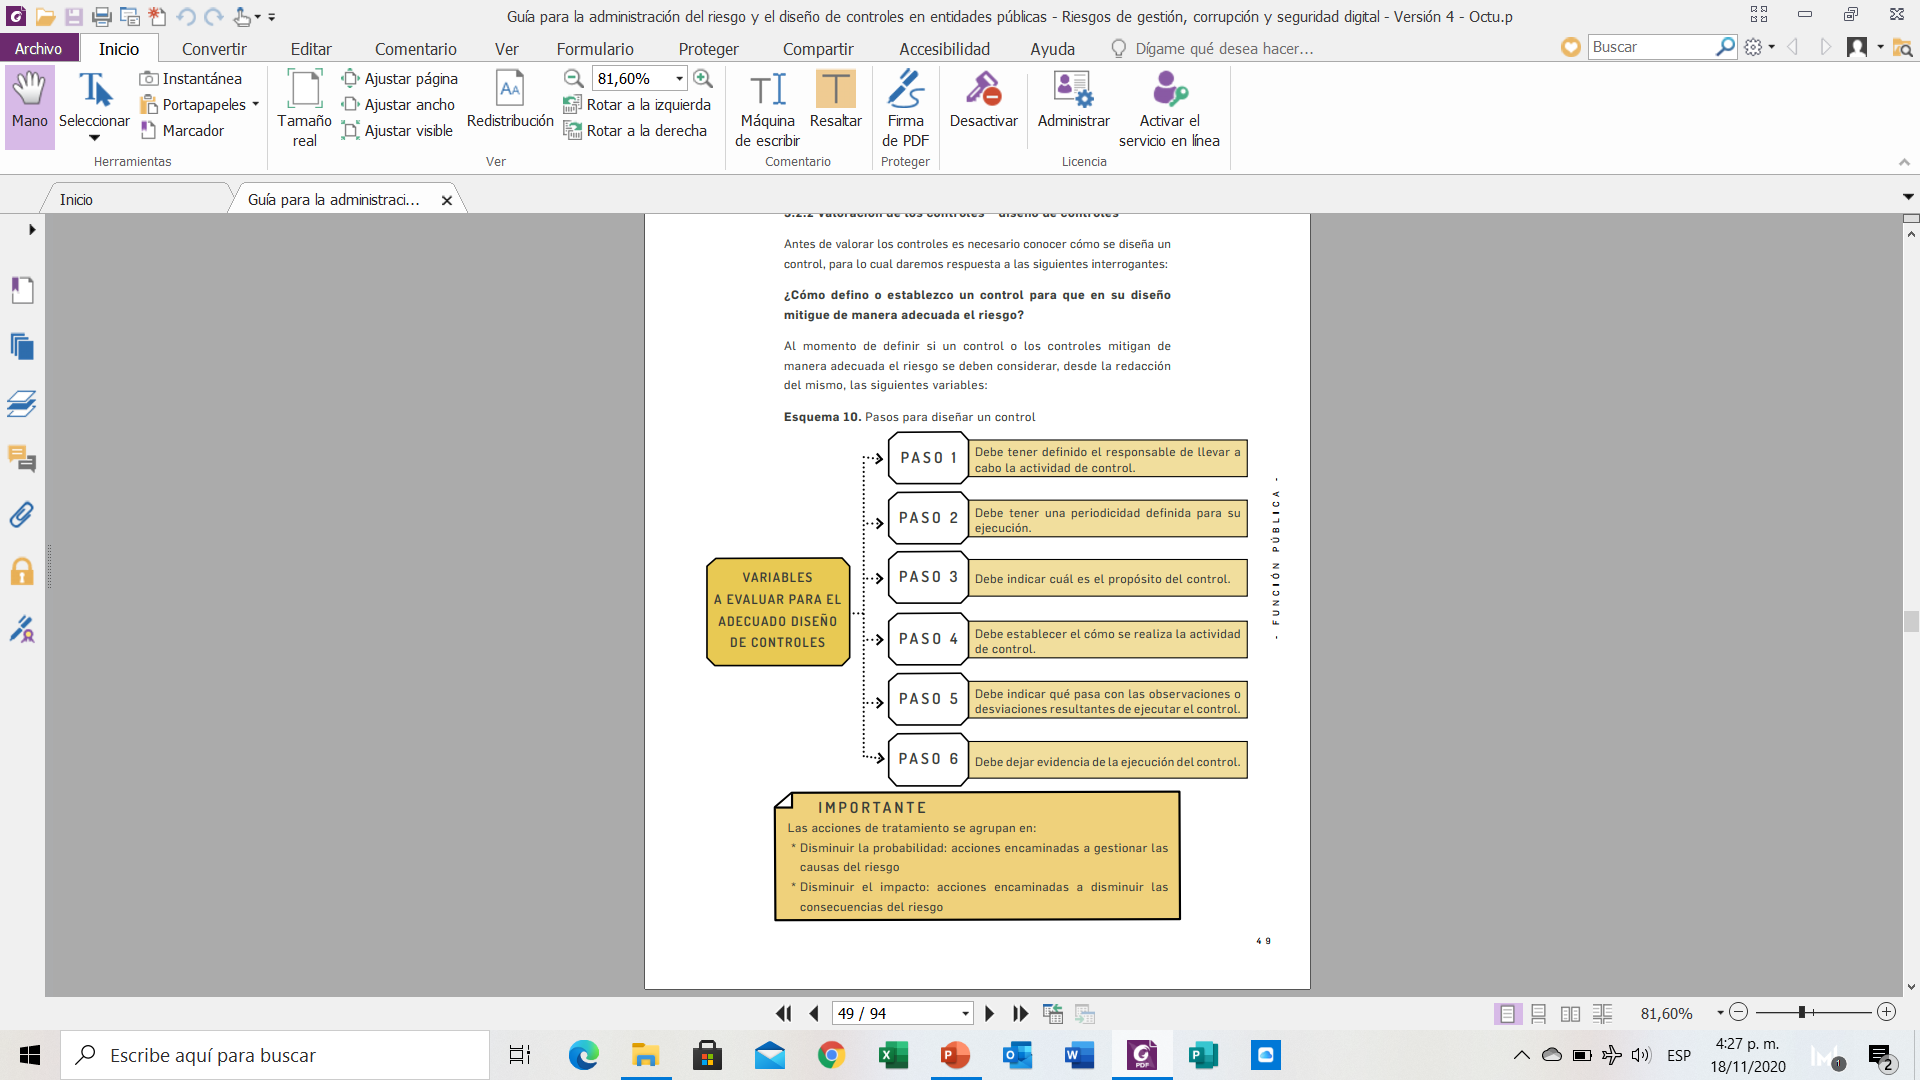 Guía para la administración del riesgo y el diseño de controles en entidades públicas - Riesgos de gestión, corrupción y seguridad digital - Versión 4 - Octu.p
Archivo
Inicio
Convertir
Editar
Comentario
Ver
Formulario
Proteger
Compartir
Accesibilidad
Ayuda
Dígame qué desea hacer...
Buscar
Mano
Seleccionar
Instantánea
Portapapeles
Marcador
Herramientas
Tamaño
real
Ajustar página
Ajustar ancho
Ajustar visible
Redistribución
81,60%
Rotar a la izquierda
Rotar a la derecha
Ver
Máquina
de escribir
Resaltar
Comentario
Firma
de PDF
Proteger
Desactivar
Administrar
Activar el
servicio en línea
Licencia
Inicio
Guía para la administraci...
3.2.2 Valoración de los controles – diseño de controles
Antes de valorar los controles es necesario conocer cómo se diseña un
control, para lo cual daremos respuesta a las siguientes interrogantes:
¿Cómo defino o establezco un control para que en su diseño
mitigue de manera adecuada el riesgo?
Al momento de definir si un control o los controles mitigan de
manera adecuada el riesgo se deben considerar, desde la redacción
del mismo, las siguientes variables:
Esquema 10. Pasos para diseñar un control
VARIABLES
A EVALUAR PARA EL
ADECUADO DISEÑO
DE CONTROLES
PASO 1
Debe tener definido el responsable de llevar a
cabo la actividad de control.
PASO 2
Debe tener una periodicidad definida para su
ejecución.
PASO 3
Debe indicar cuál es el propósito del control.
PASO 4
Debe establecer el cómo se realiza la actividad
de control.
PASO 5
Debe indicar qué pasa con las observaciones o
desviaciones resultantes de ejecutar el control.
PASO 6
Debe dejar evidencia de la ejecución del control.
- FUNCIÓN PÚBLICA -
IMPORTANTE
Las acciones de tratamiento se agrupan en:
* Disminuir la probabilidad: acciones encaminadas a gestionar las
causas del riesgo
* Disminuir el impacto: acciones encaminadas a disminuir las
consecuencias del riesgo
49
49 / 94
81,60%
Escribe aquí para buscar
ESP
4:27 p. m.
18/11/2020
1
2